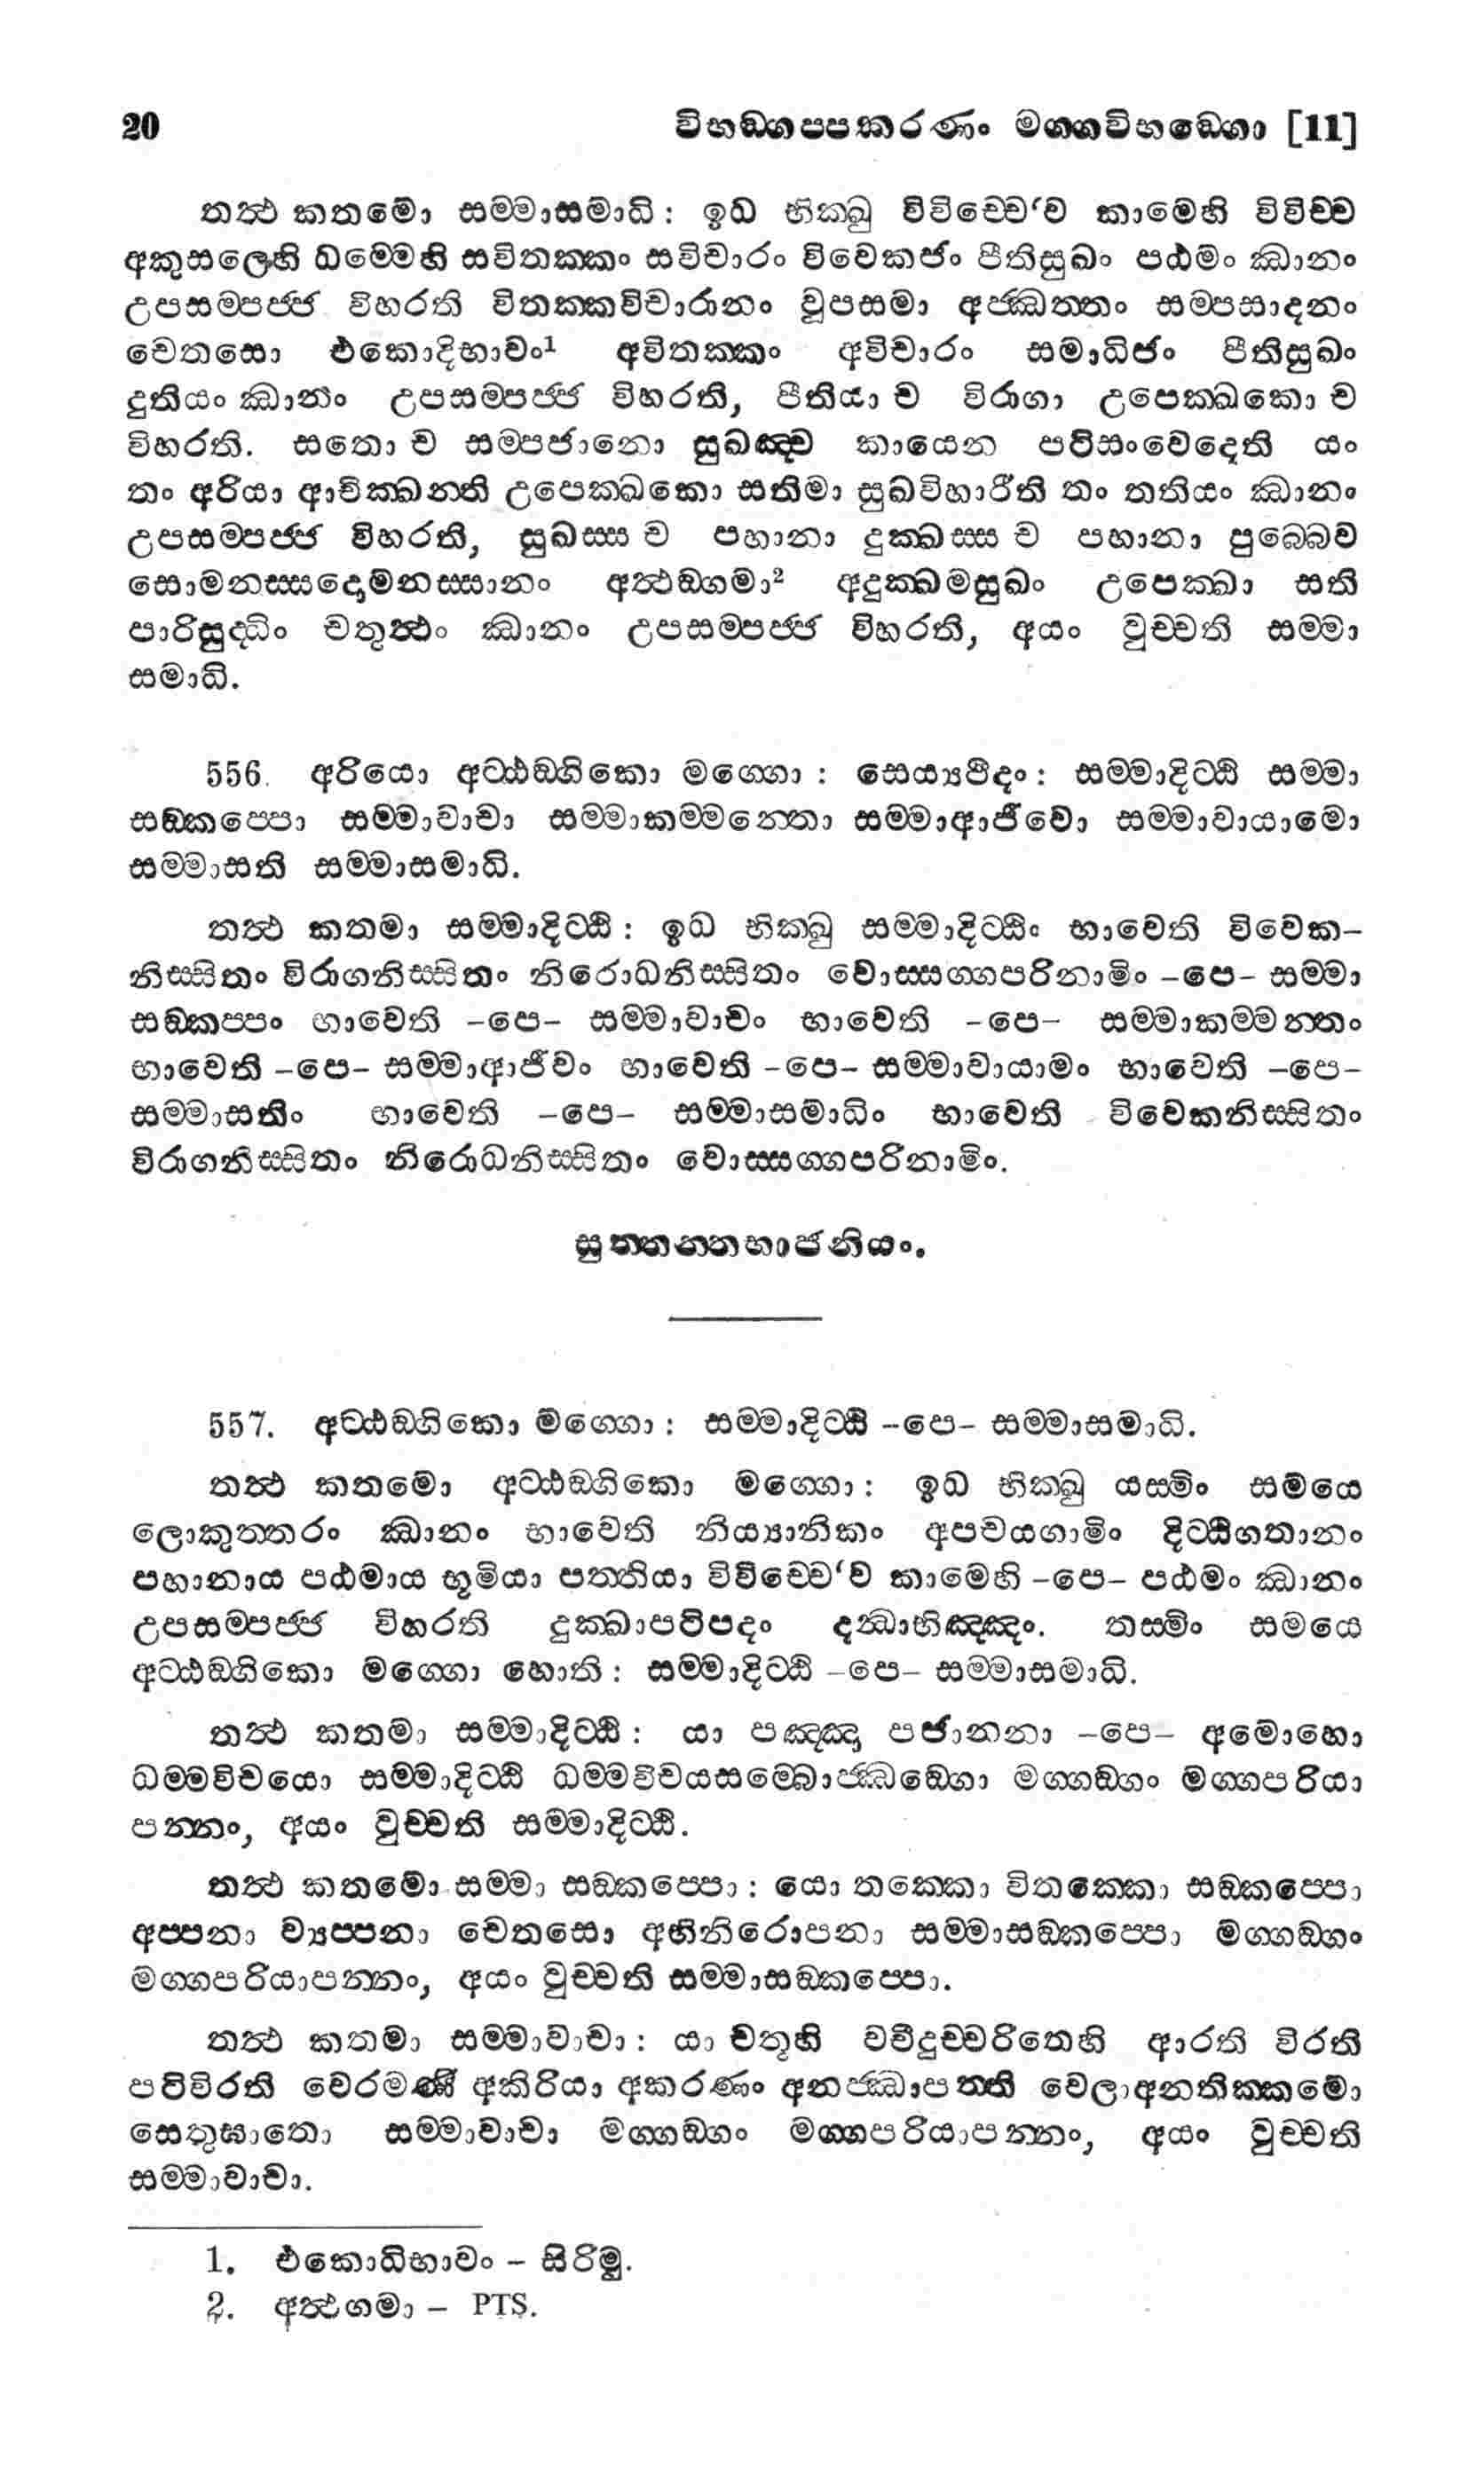 20 විභඞගපපකරණං මගගවිභඞෙගා [11]
තත්‍ථ කතමො සම්මාසමාධි: ඉධ භික්‍ඛු විවිච්චෙ‘ව කාමෙහි විවිච්ච
අකුසලෙහි ධම්මෙහි සවිතක්කං සවිචාරං විවෙකජං පීතිසුඛං පඨමං ඣානං
උපසම්පජ්ජ විහරති විතක්කවිචාරානං වූපසමා අජ්ඣත්තං සම්පසාදනං
චෙතසො එකොදිභාවං¹ අවිතක්කං අවිචාරං සමාධිජං පීතිසුඛං
දුතියං ඣානං උපසම්පජ්ජ විහරති, පීතියා ච විරාගා උපෙක්ඛකො ච
විහරති. සතො ච සම්පජානො සුඛඤ්ච කායෙන පටිසංවෙදෙති යං
තං අරියා ආචික්ඛන්ති උපෙක්ඛකො සතිමා සුඛවිහාරීති තං තතියං ඣානං
උපසම්පජ්ජ විහරති, සුඛස්ස ච පහානා දුක්ඛස්ස ච පහානා පුබ්බෙව
සොමනස්සදොමනස්සානං අත්‍ථඞ්ගමා² අදුක්ඛමසුඛං උපෙක්ඛා සති
පාරිසුද්ධිං චතුත්‍ථං ඣානං උපසම්පජ්ජ විහරති, අයං වුච්චති සම්මා
සමාධි.
556. අරියො අට්ඨඞ්ගිකො මග්ගො : සෙය්‍යපීදං: සම්මාදිට්ඨි සම්මා
සඞ්කප්පො සම්මාවාචා සම්මාකම්මන්තො සම්මාආජීවො සම්මාවායාමො
සම්මාසති සම්මාසමාධි.
තත්‍ථ කතමා සම්මාදිට්ඨි: ඉධ භික්ඛු සම්මාදිට්ඨිං භාවෙති විවෙක–
නිස්සිතං විරාගනිස්සිතං නිරොධනිස්සිතං වොස්සග්ගපරිනාමිං –පෙ– සම්මා
සඞ්කප්පං භාවෙති –පෙ– සම්මාවාචං භාවෙති –පෙ– සම්මාකම්මන්තං
භාවෙති –පෙ– සම්මාආජීවං භාවෙති –පෙ– සම්මාවායාමං භාවෙති –පෙ–
සම්මාසතිං භාවෙති –පෙ– සම්මාසමාධිං භාවෙති විවෙකනිස්සිතං
විරාගනිස්සිතං නිරොධනිස්සිතං වොස්සග්ගපරිනාමිං.
සුත්තන්තභාජනියං.
557. අට්ඨඞ්ගිකො මග්ගො : සම්මාදිට්ඨි –පෙ– සම්මාසමාධි.
තත්‍ථ කතමො අට්ඨඞ්ගිකො මග්ගො : ඉධ භික්ඛු යස්මිං සමයෙ
ලොකුත්තරං ඣානං භාවෙති නිය්‍යානිකං අපචයගාමිං දිට්ඨිගතානං
පහානාය පඨමාය භූමියා පත්තියා විවිච්චෙ‘ව කාමෙහි –පෙ– පඨමං ඣානං
උපසම්පජ්ජ විහරති දුක්ඛාපටිපදං දන්‍ධාභිඤ්ඤං. තස්මිං සමයෙ
අට්ඨඞ්ගිකො මග්ගො හොති : සම්මාදිට්ඨි –පෙ– සම්මාසමාධි.
තත්‍ථ කතමා සම්මාදිට්ඨි : යා පඤ්ඤා පජානනා –පෙ– අමොහො
ධම්මවිචයො සම්මාදිට්ඨි ධම්මවිචයසම්බොජ්ඣඞ්ගො මග්ගඞ්ගං මග්ගපරියා
පන්නං, අයං වුච්චති සම්මාදිට්ඨි.
තත්‍ථ කතමො සම්මා සඞ්කප්පො : යො තක්කො විතක්කො සඞ්කප්පො
අප්පනා ව්‍යප්පනා චෙතසො අභිනිරොපනා සම්මාසඞ්කප්පො මග්ගඞ්ගං
මග්ගපරියාපන්නං, අයං වුච්චති සම්මාසඞ්කප්පො.
තත්‍ථ කතමා සම්මාවාචා : යා චතූහි වචීදුච්චරිතෙහි ආරති විරති
පටිවිරති වෙරමණී අකිරියා අකරණං අනජ්ඣාපත්ති වෙලාඅනතික්කමො
සෙතුඝාතො සම්මාවාචා මග්ගඞ්ගං මග්ගපරියාපන්නං, අයං වුච්චති
සම්මාවාචා.
1. එකොධිභාවං – සිරිමු.
2. අත්‍ථගමා – PTS.